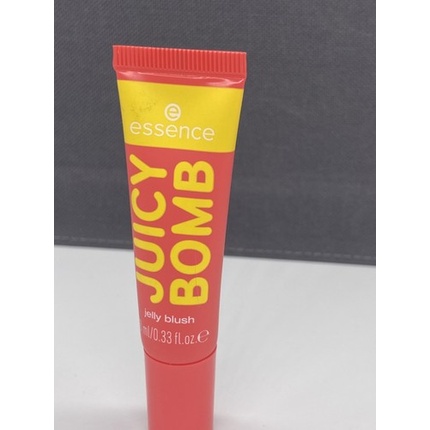 e
essence
JUICY
BOMB
jelly blush
ml/0.33 fl.oz.℮